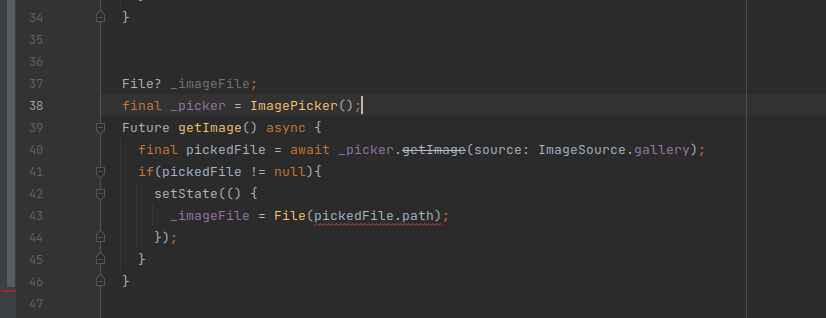 34 }
35
36
37 File? _imageFile;
38 final _picker = ImagePicker();
39 Future getImage() async {
40 final pickedFile = await _picker.getImage(source: ImageSource.gallery);
41 if(pickedFile != null){
42 setState(() {
43 _imageFile = File(pickedFile.path);
44 });
45 }
46 }
47